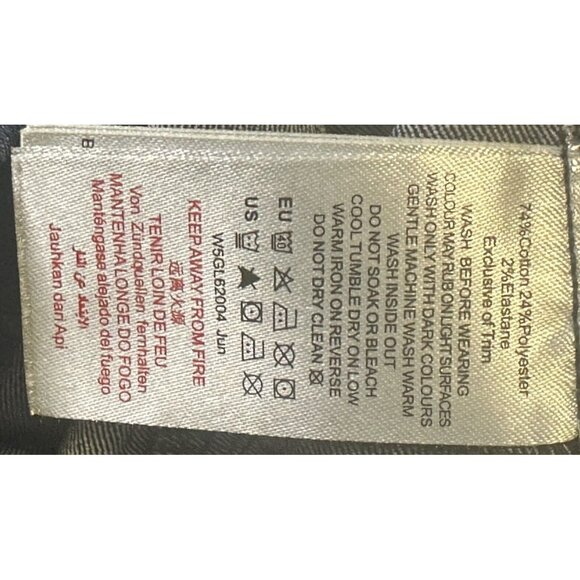 74%Cotton 24%Polyester
2%Elastane
Exclusive of Trim
WASH BEFORE WEARING
COLOUR MAY RUB ON LIGHT SURFACES
WASH ONLY WITH DARK COLOURS
GENTLE MACHINE WASH WARM
WASH INSIDE OUT
DO NOT SOAK OR BLEACH
COOL TUMBLE DRY ON LOW
WARM IRON ON REVERSE
DO NOT DRY CLEAN
EU
US
W5GL62004 Jun
KEEP AWAY FROM FIRE
远离火源
TENIR LOIN DE FEU
Von Zündquellen fernhalten
MANTENHA LONGE DO FOGO
Manténgase alejado del fuego
الابتعاد عن النار
Jauhkan dari Api
B